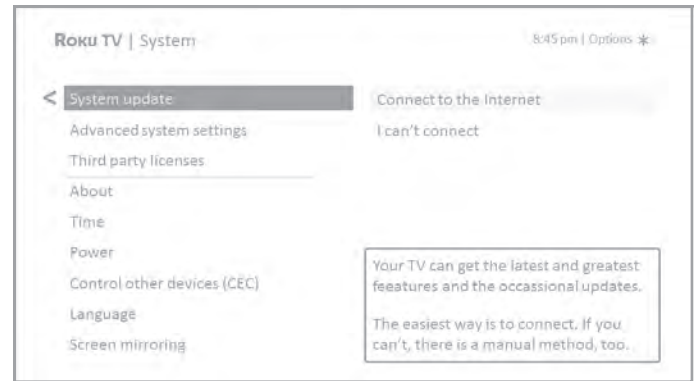 Roku TV | System
8:45 pm | Options ✱
< System update
Advanced system settings
Third party licenses
About
Time
Power
Control other devices (CEC)
Language
Screen mirroring
Connect to the Internet
I can't connect
Your TV can get the latest and greatest
feeatures and the occassional updates.
The easiest way is to connect. If you
can't, there is a manual method, too.